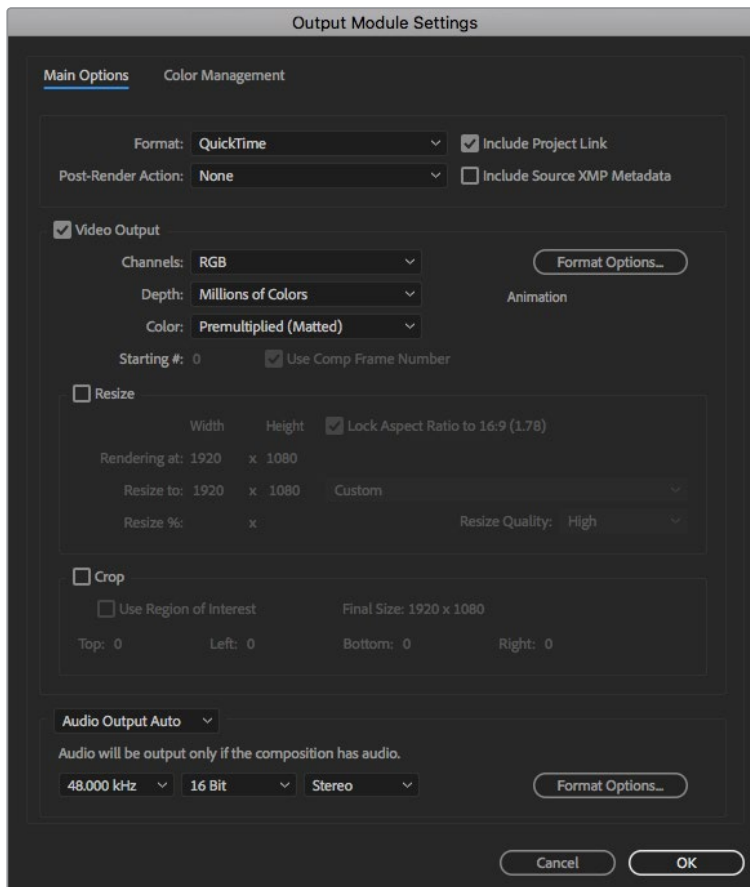 Output Module Settings
Main Options Color Management
Format: QuickTime Include Project Link
Post-Render Action: None Include Source XMP Metadata
Video Output
Channels: RGB Format Options...
Depth: Millions of Colors Animation
Color: Premultiplied (Matted)
Starting #: 0 Use Comp Frame Number
Resize
Width Height Lock Aspect Ratio to 16:9 (1.78)
Rendering at: 1920 x 1080
Resize to: 1920 x 1080 Custom
Resize %: x Resize Quality: High
Crop
Use Region of Interest Final Size: 1920 x 1080
Top: 0 Left: 0 Bottom: 0 Right: 0
Audio Output Auto
Audio will be output only if the composition has audio.
48.000 kHz 16 Bit Stereo Format Options...
Cancel OK